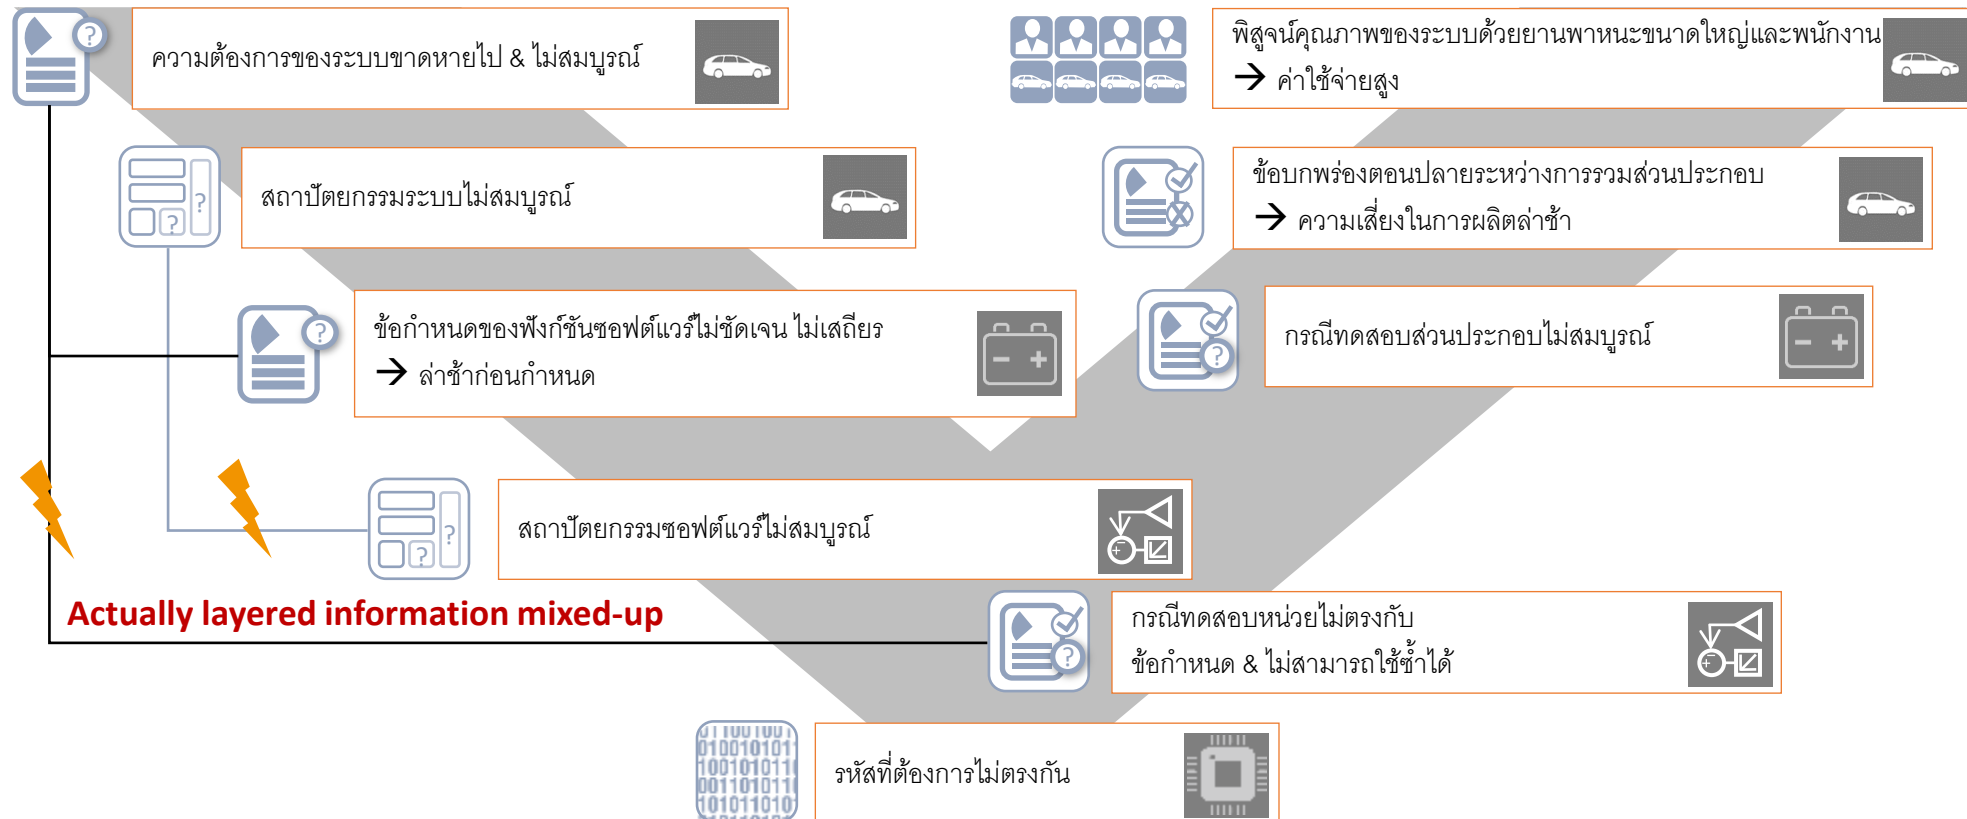 ความต้องการของระบบขาดหายไป & ไม่สมบูรณ์
พิสูจน์คุณภาพของระบบด้วยยานพาหนะขนาดใหญ่และพนักงาน
→ ค่าใช้จ่ายสูง
สถาปัตยกรรมระบบไม่สมบูรณ์
ข้อบกพร่องตอนปลายระหว่างการรวมส่วนประกอบ
→ ความเสี่ยงในการผลิตล่าช้า
ข้อกำหนดของฟังก์ชันซอฟต์แวร์ไม่ชัดเจน ไม่เสถียร
→ ล่าช้าก่อนกำหนด
กรณีทดสอบส่วนประกอบไม่สมบูรณ์
สถาปัตยกรรมซอฟต์แวร์ไม่สมบูรณ์
Actually layered information mixed-up
กรณีทดสอบหน่วยไม่ตรงกับ
ข้อกำหนด & ไม่สามารถใช้ซ้ำได้
รหัสที่ต้องการไม่ตรงกัน